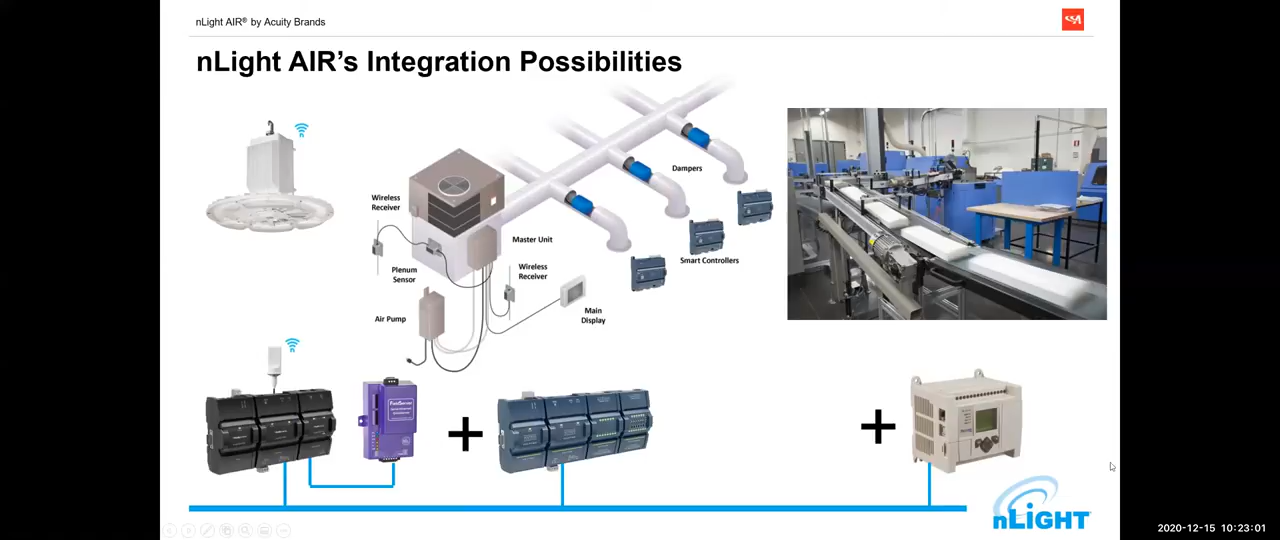 nLight AIR® by Acuity Brands
nLight AIR's Integration Possibilities
Dampers
Wireless
Receiver
Master Unit
Smart Controllers
Plenum
Sensor
Wireless
Receiver
Air Pump
Main
Display
nLIGHT
2020-12-15 10:23:01